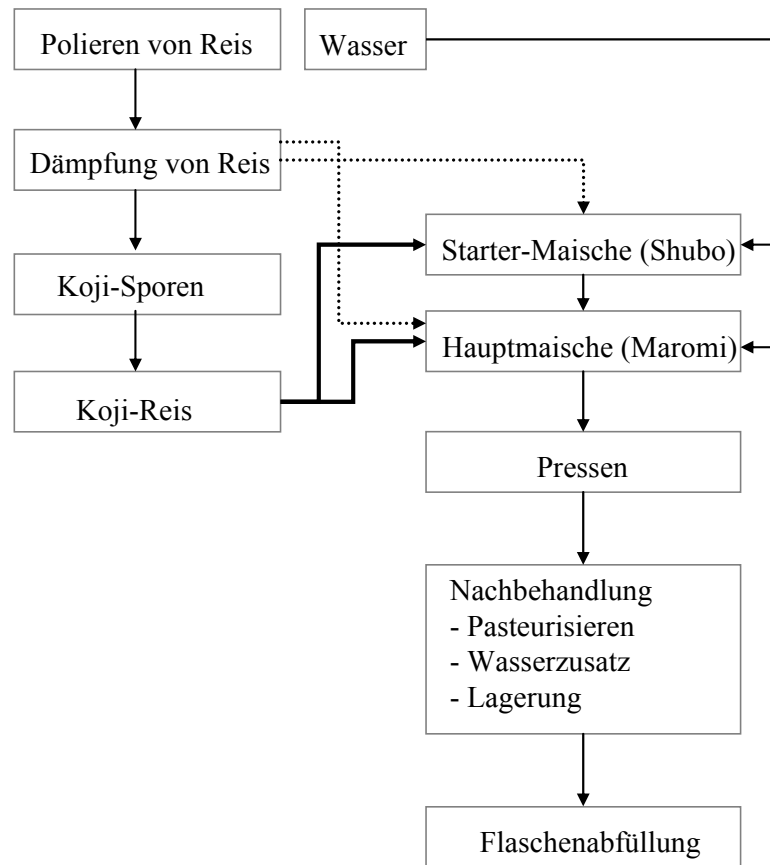 Polieren von Reis
Wasser
Dämpfung von Reis
Starter-Maische (Shubo)
Koji-Sporen
Hauptmaische (Maromi)
Koji-Reis
Pressen
Nachbehandlung
- Pasteurisieren
- Wasserzusatz
- Lagerung
Flaschenabfüllung